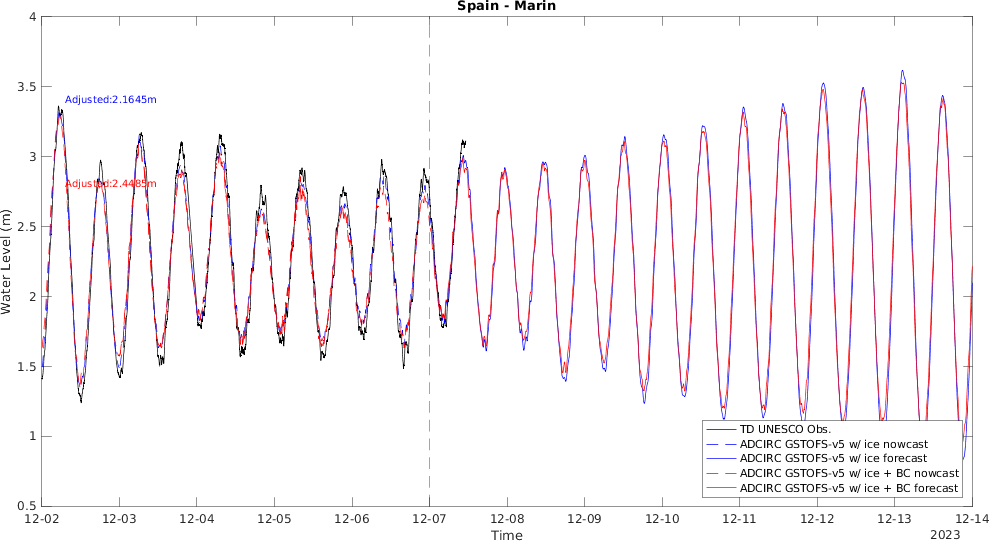 Spain - Marin
Water Level (m)
4
3.5
3
2.5
2
1.5
1
0.5
Adjusted:2.1645m
Adjusted:2.4485m
TD UNESCO Obs.
ADCIRC GSTOFS-v5 w/ ice nowcast
ADCIRC GSTOFS-v5 w/ ice forecast
ADCIRC GSTOFS-v5 w/ ice + BC nowcast
ADCIRC GSTOFS-v5 w/ ice + BC forecast
12-02 12-03 12-04 12-05 12-06 12-07 12-08 12-09 12-10 12-11 12-12 12-13 12-14
Time
2023